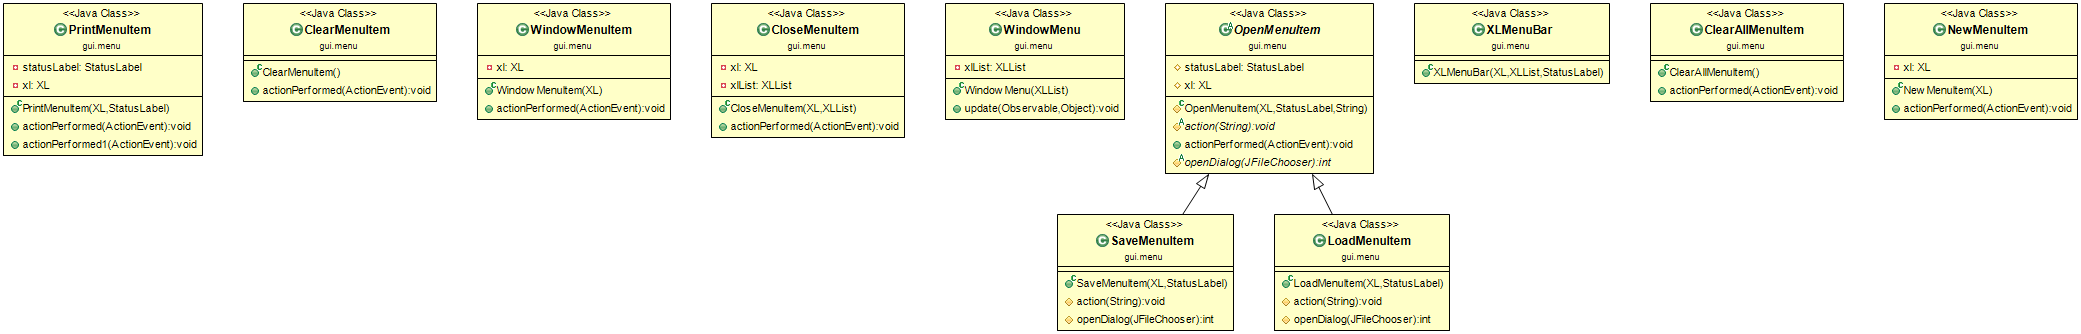 <<Java Class>>
PrintMenuItem
gui.menu
statusLabel: StatusLabel
xl: XL
PrintMenuItem(XL,StatusLabel)
actionPerformed(ActionEvent):void
actionPerformed1(ActionEvent):void
<<Java Class>>
ClearMenuItem
gui.menu
ClearMenuItem()
actionPerformed(ActionEvent):void
<<Java Class>>
WindowMenuItem
gui.menu
xl: XL
WindowMenuItem(XL)
actionPerformed(ActionEvent):void
<<Java Class>>
CloseMenuItem
gui.menu
xl: XL
xlList: XLList
CloseMenuItem(XL,XLList)
actionPerformed(ActionEvent):void
<<Java Class>>
WindowMenu
gui.menu
xlList: XLList
WindowMenu(XLList)
update(Observable,Object):void
<<Java Class>>
OpenMenuItem
gui.menu
statusLabel: StatusLabel
xl: XL
OpenMenuItem(XL,StatusLabel,String)
action(String):void
actionPerformed(ActionEvent):void
openDialog(JFileChooser):int
<<Java Class>>
XLMenuBar
gui.menu
XLMenuBar(XL,XLList,StatusLabel)
<<Java Class>>
ClearAllMenuItem
gui.menu
ClearAllMenuItem()
actionPerformed(ActionEvent):void
<<Java Class>>
NewMenuItem
gui.menu
xl: XL
NewMenuItem(XL)
actionPerformed(ActionEvent):void
<<Java Class>>
SaveMenuItem
gui.menu
SaveMenuItem(XL,StatusLabel)
action(String):void
openDialog(JFileChooser):int
<<Java Class>>
LoadMenuItem
gui.menu
LoadMenuItem(XL,StatusLabel)
action(String):void
openDialog(JFileChooser):int